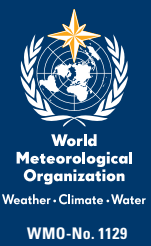 World
Meteorological
Organization
Weather • Climate • Water
WMO-No. 1129